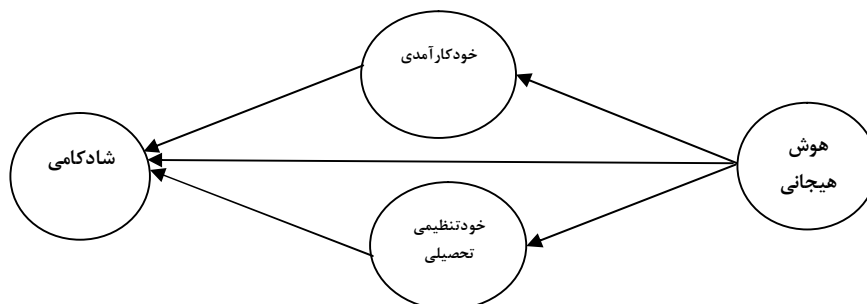 خودکارآمدی
هوش
هیجانی
شادکامی
خودتنظیمی
تحصیلی